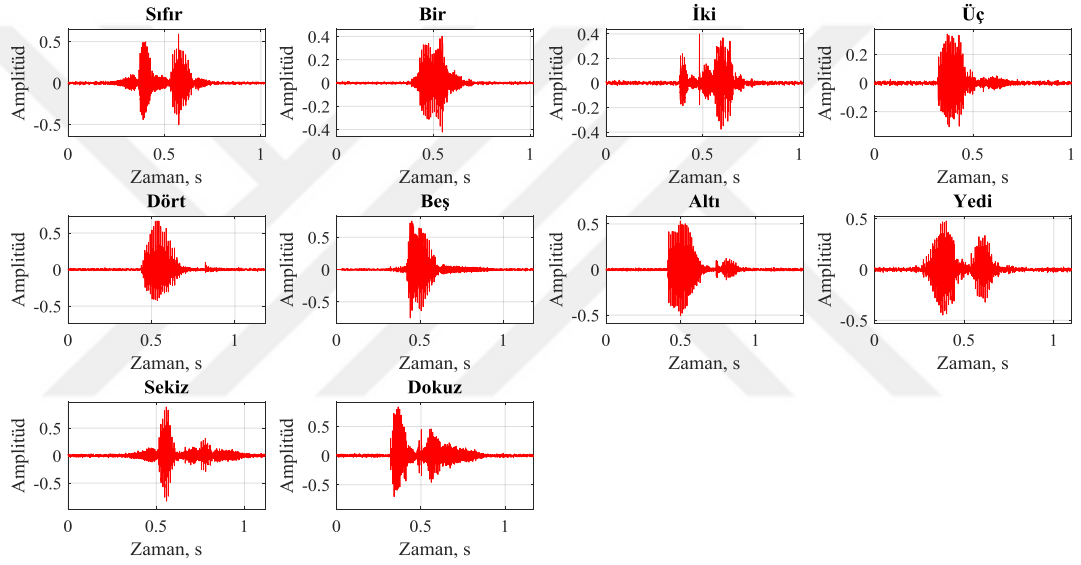 Sıfır Bir İki Üç
Amplitüd 0.5 0 -0.5 Amplitüd 0.4 0.2 0 -0.2 -0.4 Amplitüd 0.4 0.2 0 -0.2 -0.4 Amplitüd 0.2 0 -0.2
0 0.5 1 0 0.5 1 0 0.5 1 0 0.5 1
Zaman, s Zaman, s Zaman, s Zaman, s
Dört Beş Altı Yedi
Amplitüd 0.5 0 -0.5 Amplitüd 0.5 0 -0.5 Amplitüd 0.5 0 -0.5 Amplitüd 0.5 0 -0.5
0 0.5 1 0 0.5 1 0 0.5 1 0 0.5 1
Zaman, s Zaman, s Zaman, s Zaman, s
Sekiz Dokuz
Amplitüd 0.5 0 -0.5 Amplitüd 0.5 0 -0.5
0 0.5 1 0 0.5 1
Zaman, s Zaman, s